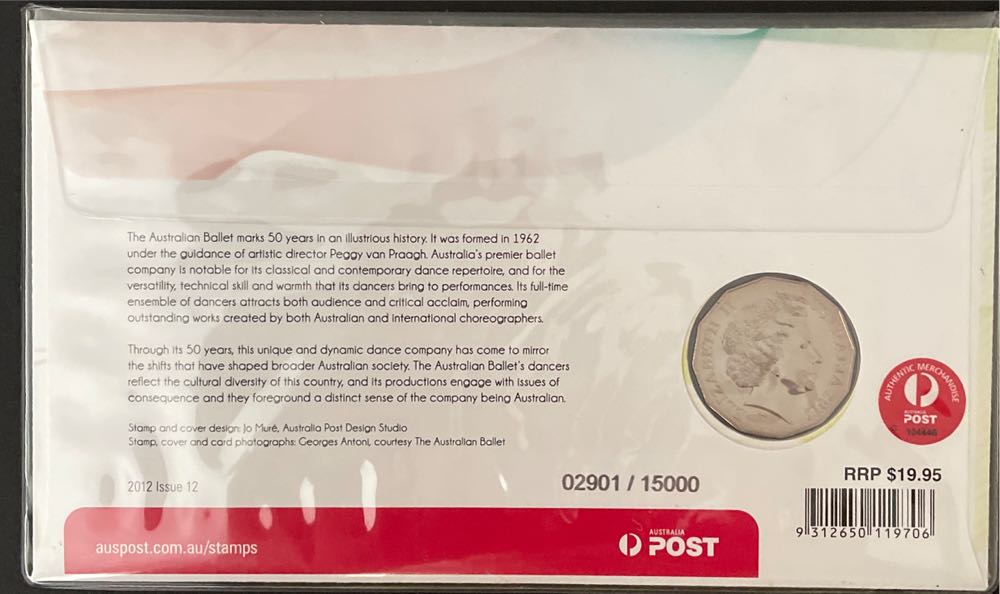 The Australian Ballet marks 50 years in an illustrious history. It was formed in 1962
under the guidance of artistic director Peggy van Praagh. Australia's premier ballet
company is notable for its classical and contemporary dance repertoire, and for the
versatility, technical skill and warmth that its dancers bring to performances. Its full-time
ensemble of dancers attracts both audience and critical acclaim, performing
outstanding works created by both Australian and international choreographers.
Through its 50 years, this unique and dynamic dance company has come to mirror
the shifts that have shaped broader Australian society. The Australian Ballet's dancers
reflect the cultural diversity of this country, and its productions engage with issues of
consequence and they foreground a distinct sense of the company being Australian.
Stamp and cover design: Jo Muré, Australia Post Design Studio
Stamp, cover and card photographs: Georges Antoni, courtesy The Australian Ballet
2012 Issue 12
02901 / 15000
ELIZABETH II
AUSTRALIA
AUTHENTIC MERCHANDISE
AUSTRALIA
POST
RRP $19.95
9 312650 119706
auspost.com.au/stamps
AUSTRALIA
POST